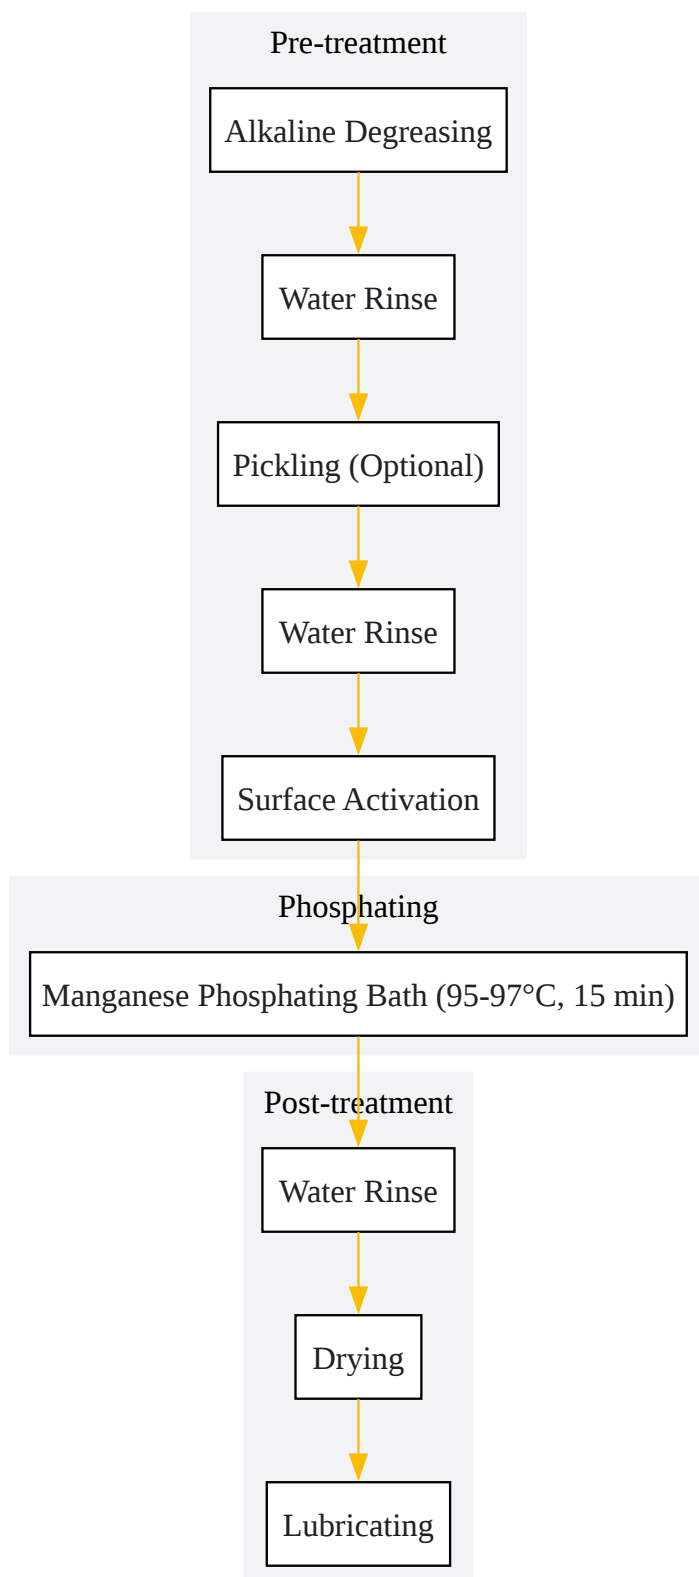 Pre-treatment
Alkaline Degreasing
Water Rinse
Pickling (Optional)
Water Rinse
Surface Activation
Phosphating
Manganese Phosphating Bath (95-97°C, 15 min)
Post-treatment
Water Rinse
Drying
Lubricating